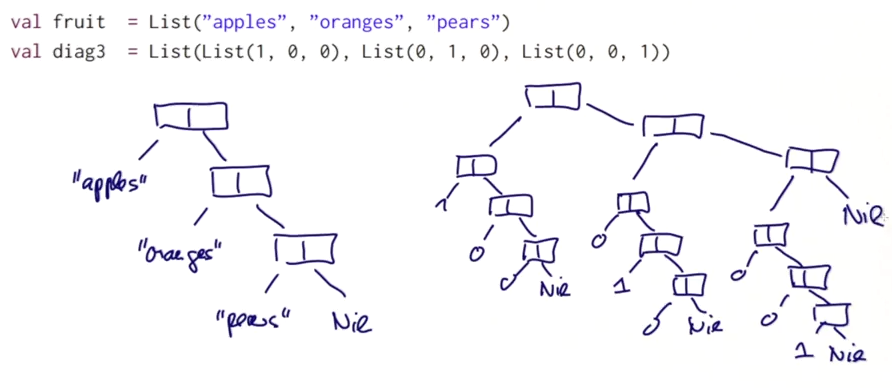 val fruit = List("apples", "oranges", "pears")
val diag3 = List(List(1, 0, 0), List(0, 1, 0), List(0, 0, 1))
"apples"
"oranges"
"pears" Nil
1
0
0 Nil
0
1
0 Nil
Nil
0
0
1 Nil